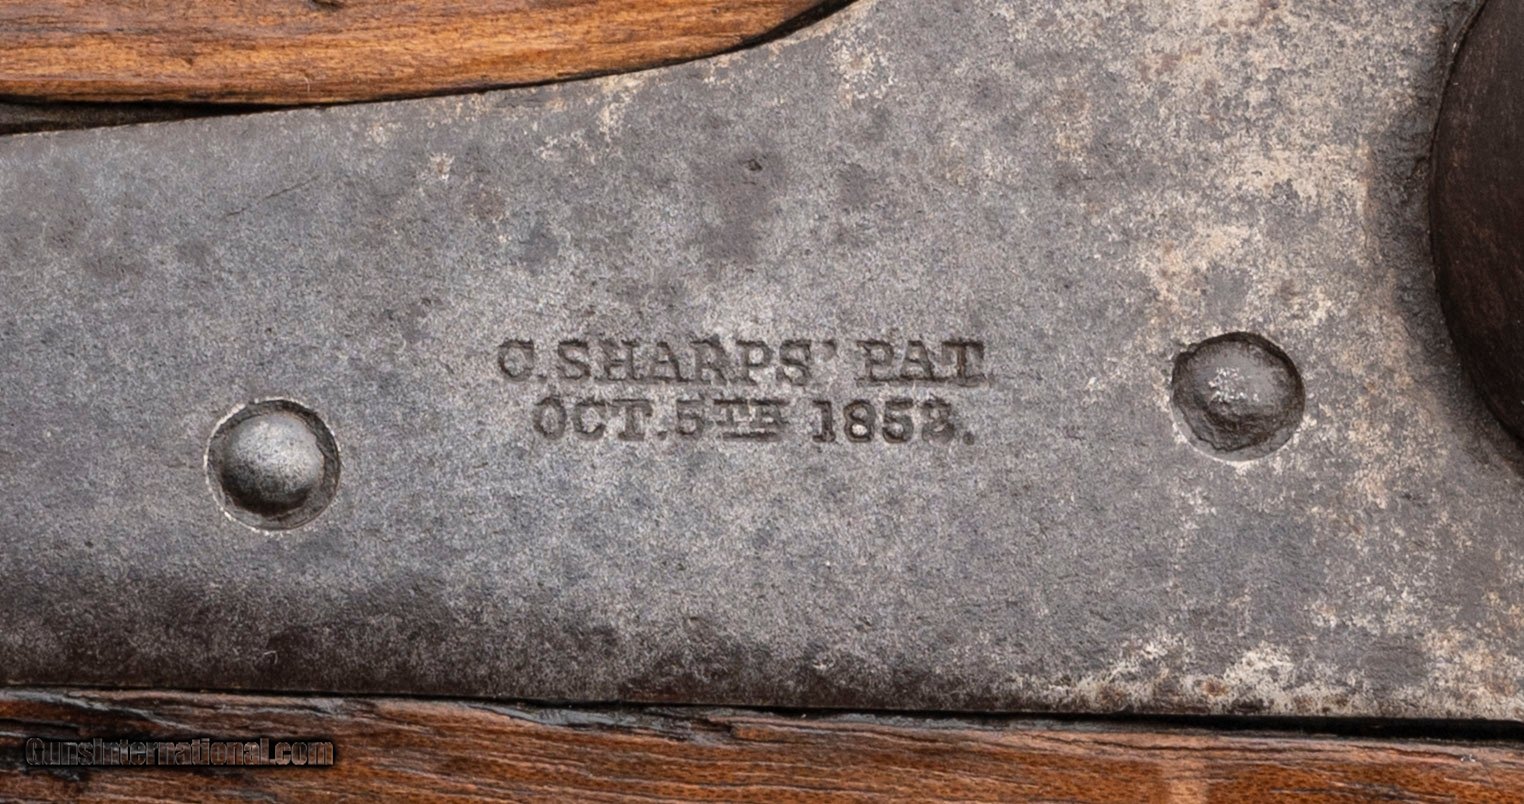 C. SHARPS' PAT
OCT. 5TH 1852.
GunsInternational.com